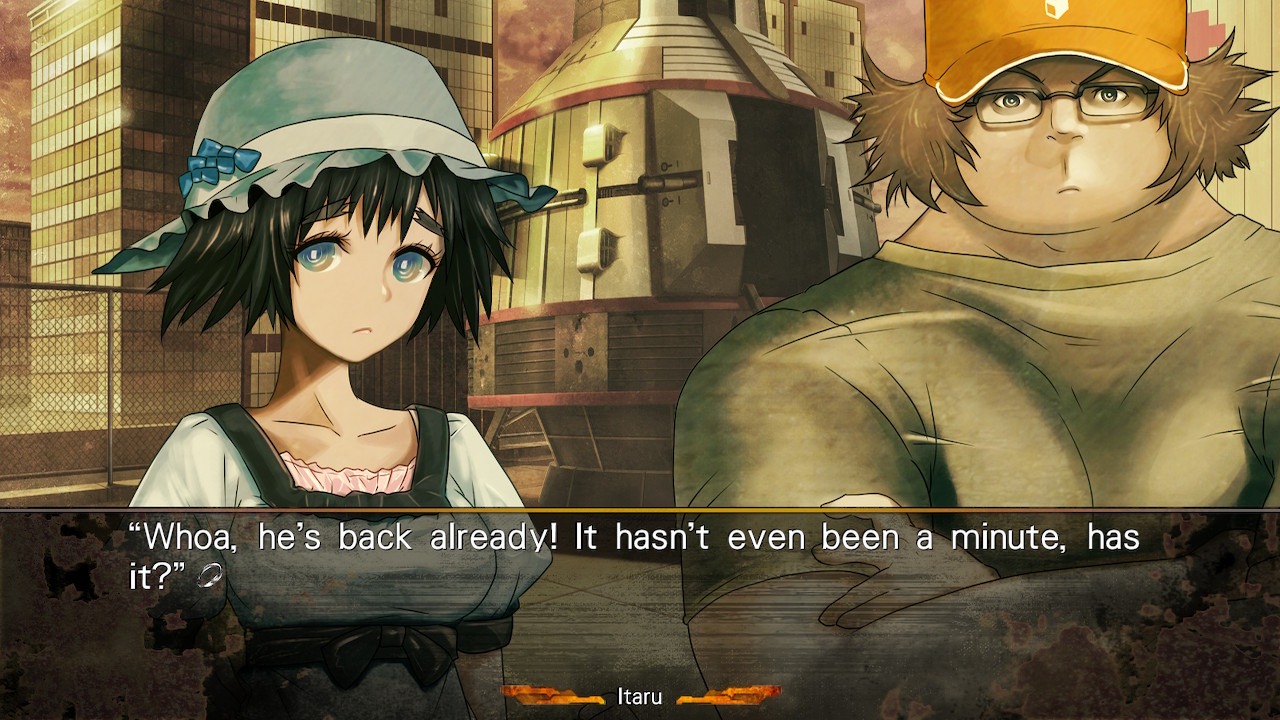 “Whoa, he’s back already! It hasn’t even been a minute, has
it?”
Itaru